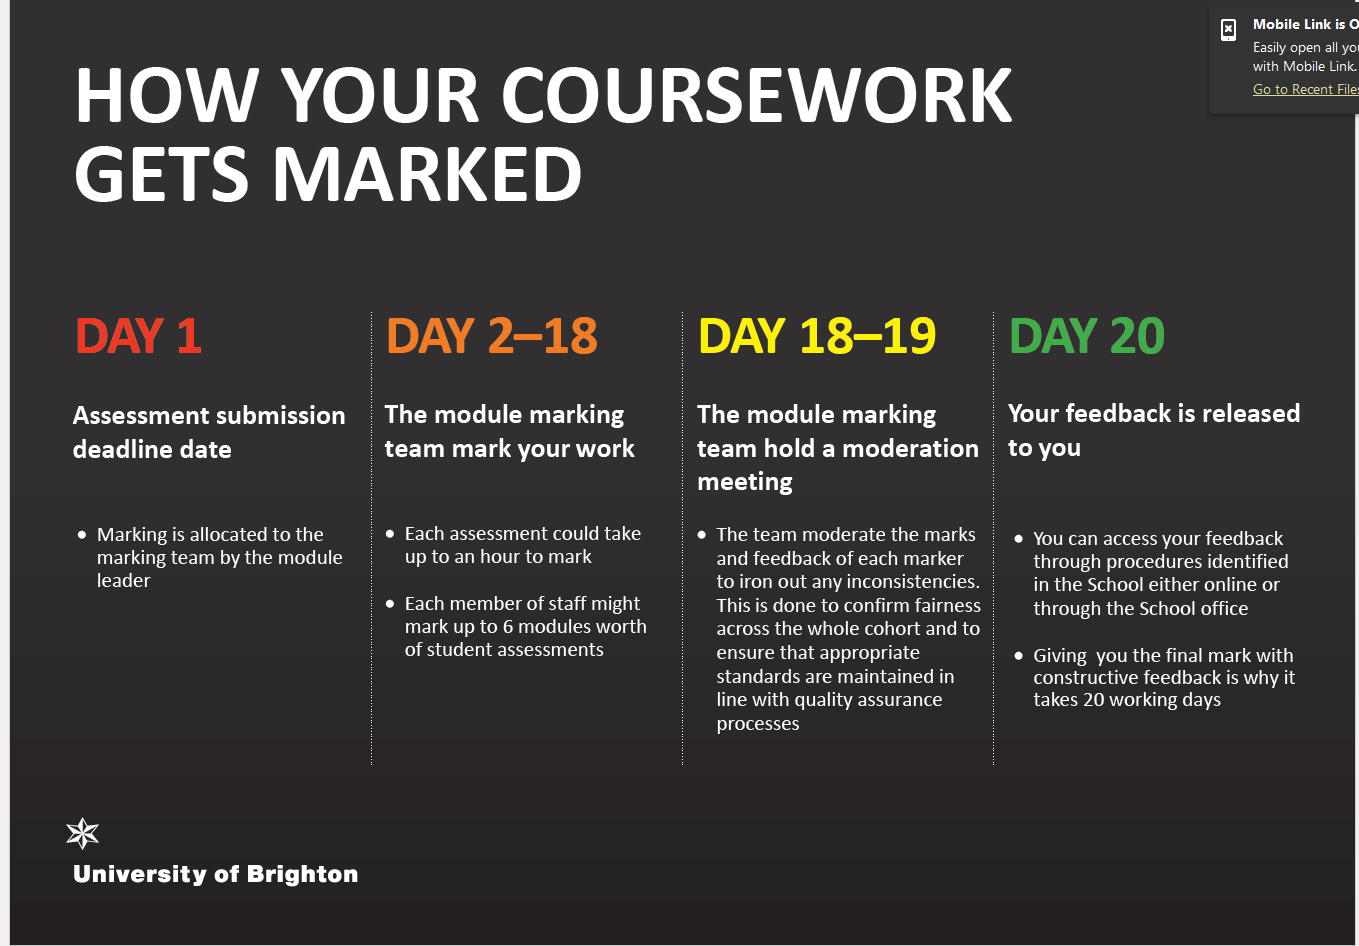 Mobile Link is
Easily open all
with Mobile Link.
Go to Recent Files
HOW YOUR COURSEWORK
GETS MARKED
DAY 1
Assessment submission
deadline date
• Marking is allocated to the
marking team by the module
leader
DAY 2–18
The module marking
team mark your work
• Each assessment could take
up to an hour to mark
• Each member of staff might
mark up to 6 modules worth
of student assessments
DAY 18–19
The module marking
team hold a moderation
meeting
• The team moderate the marks
and feedback of each marker
to iron out any inconsistencies.
This is done to confirm fairness
across the whole cohort and to
ensure that appropriate
standards are maintained in
line with quality assurance
processes
DAY 20
Your feedback is released
to you
• You can access your feedback
through procedures identified
in the School either online or
through the School office
• Giving  you the final mark with
constructive feedback is why it
takes 20 working days
University of Brighton